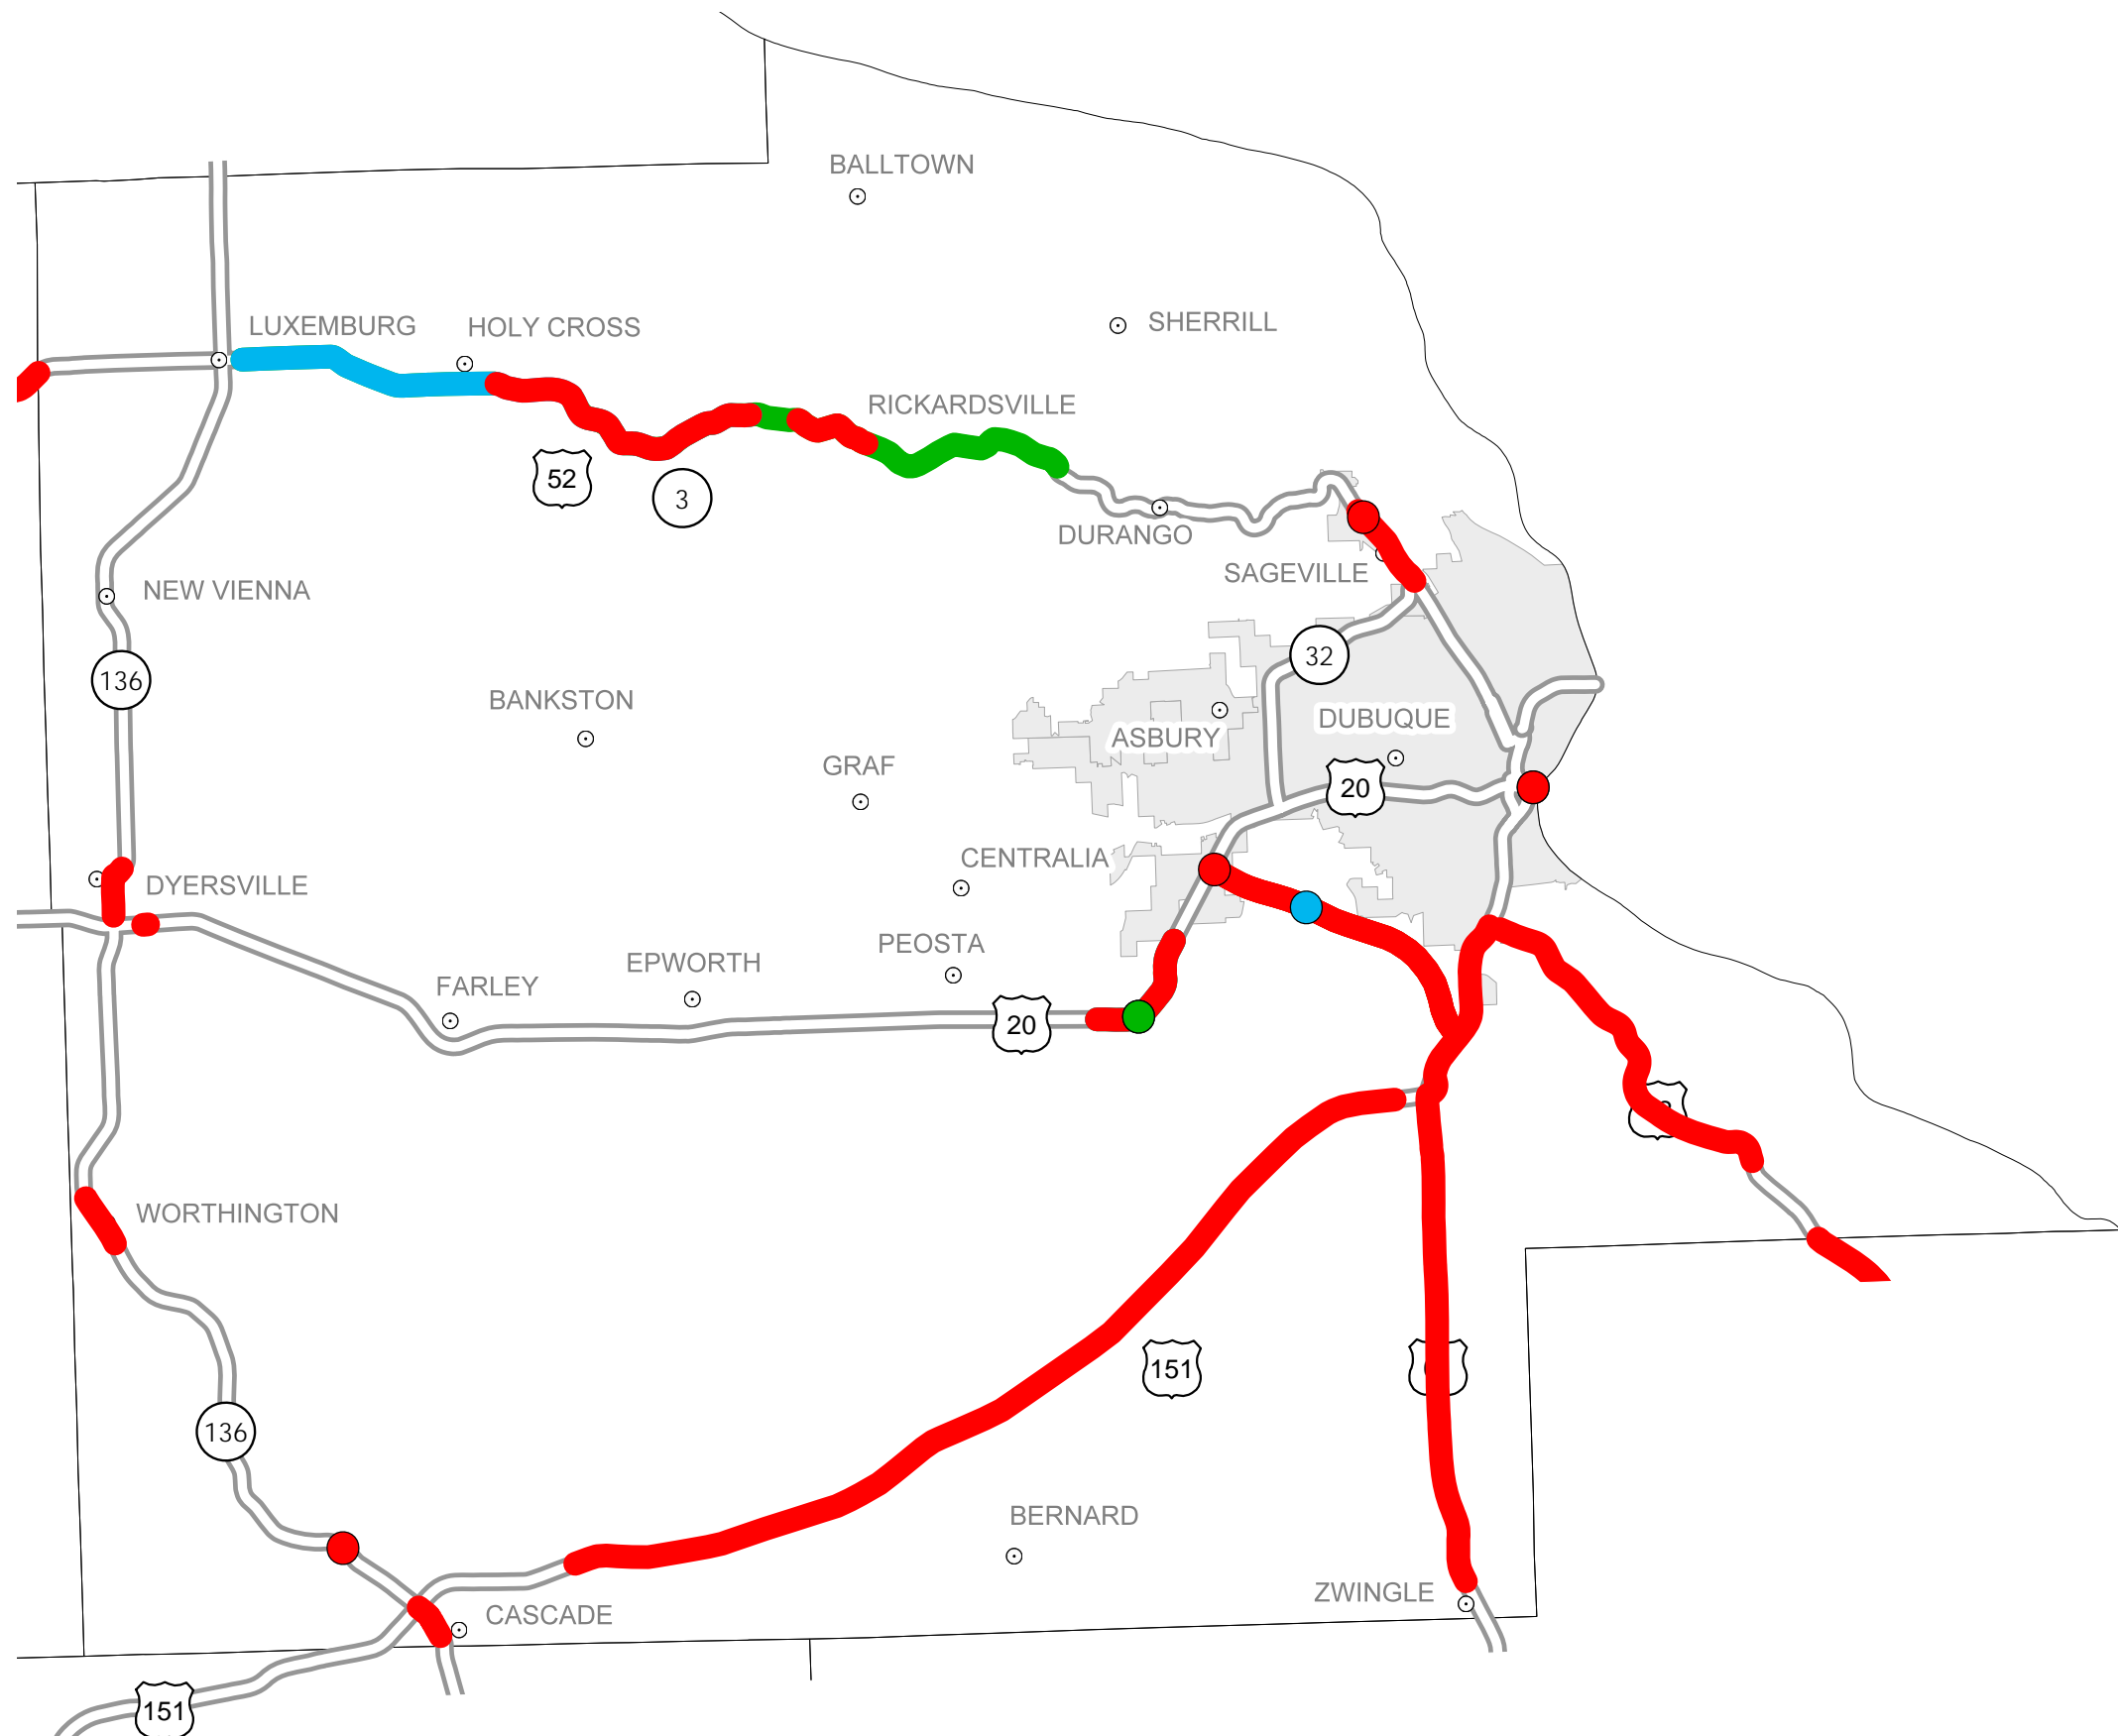 BALLTOWN
SHERRILL
LUXEMBURG
HOLY CROSS
RICKARDSVILLE
52
3
DURANGO
SAGEVILLE
NEW VIENNA
32
136
BANKSTON
DUBUQUE
ASBURY
GRAF
20
CENTRALIA
DYERSVILLE
PEOSTA
EPWORTH
FARLEY
20
WORTHINGTON
151
136
BERNARD
ZWINGLE
CASCADE
151